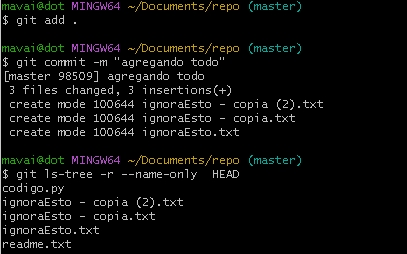 mavai@dot MINGW64 ~/Documents/repo (master)
$ git add .
mavai@dot MINGW64 ~/Documents/repo (master)
$ git commit -m "agregando todo"
[master 98509] agregando todo
 3 files changed, 3 insertions(+)
 create mode 100644 ignoraEsto - copia (2).txt
 create mode 100644 ignoraEsto - copia.txt
 create mode 100644 ignoraEsto.txt
mavai@dot MINGW64 ~/Documents/repo (master)
$ git ls-tree -r --name-only  HEAD
codigo.py
ignoraEsto - copia (2).txt
ignoraEsto - copia.txt
ignoraEsto.txt
readme.txt